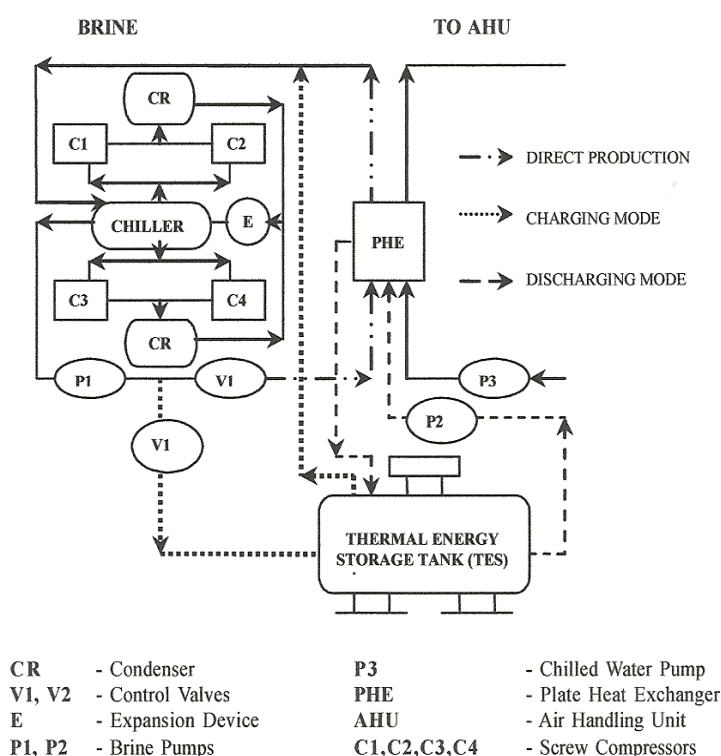 BRINE
TO AHU
CR
C1
C2
CHILLER
E
C3
C4
CR
P1
V1
V1
PHE
P3
P2
DIRECT PRODUCTION
CHARGING MODE
DISCHARGING MODE
THERMAL ENERGY
STORAGE TANK (TES)
CR - Condenser
V1, V2 - Control Valves
E - Expansion Device
P1, P2 - Brine Pumps
P3 - Chilled Water Pump
PHE - Plate Heat Exchanger
AHU - Air Handling Unit
C1,C2,C3,C4 - Screw Compressors